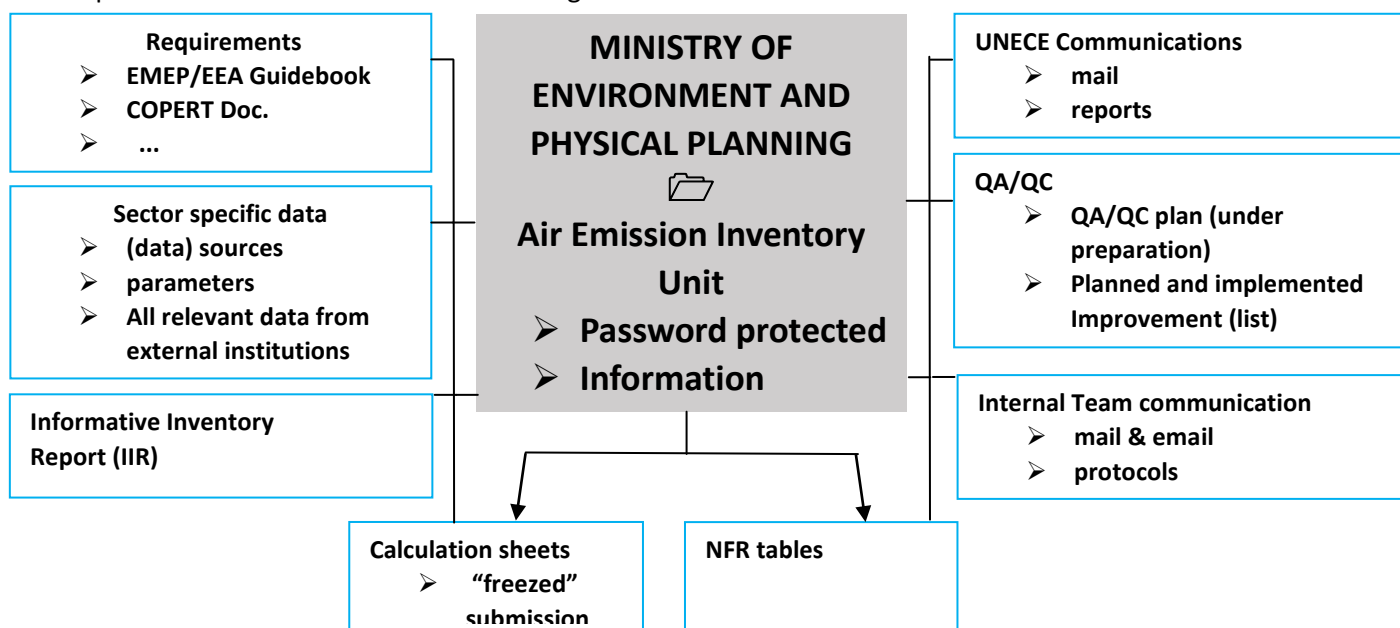 Requirements
➢ EMEP/EEA Guidebook
➢ COPERT Doc.
➢ ...
Sector specific data
➢ (data) sources
➢ parameters
➢ All relevant data from
external institutions
Informative Inventory
Report (IIR)
MINISTRY OF
ENVIRONMENT AND
PHYSICAL PLANNING
Air Emission Inventory
Unit
➢ Password protected
➢ Information
UNECE Communications
➢ mail
➢ reports
QA/QC
➢ QA/QC plan (under
preparation)
➢ Planned and implemented
Improvement (list)
Internal Team communication
➢ mail & email
➢ protocols
Calculation sheets
➢ “freezed”
submission
NFR tables